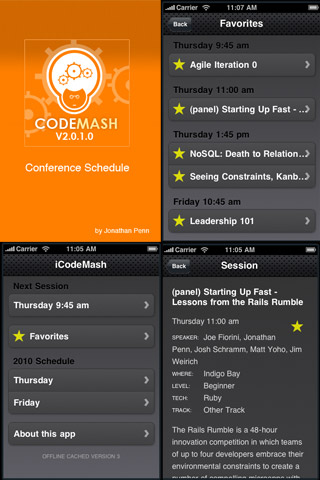 CODEMASH
V2.0.1.0
Conference Schedule
by Jonathan Penn
Carrier 11:07 AM
Back Favorites
Thursday 9:45 am
Agile Iteration 0
Thursday 11:00 am
(panel) Starting Up Fast - ...
Thursday 1:45 pm
NoSQL: Death to Relation...
Seeing Constraints, Kanb...
Friday 10:45 am
Leadership 101
Carrier 11:05 AM
iCodeMash
Next Session
Thursday 9:45 am
Favorites
2010 Schedule
Thursday
Friday
About this app
OFFLINE CACHED VERSION 5
Carrier 11:05 AM
Back Session
(panel) Starting Up Fast -
Lessons from the Rails Rumble
Thursday 11:00 am
SPEAKER: Joe Fiorini, Jonathan
Penn, Josh Schramm, Matt Yoho, Jim
Weirich
WHERE: Indigo Bay
LEVEL: Beginner
TECH: Ruby
TRACK: Other Track
The Rails Rumble is a 48-hour
innovation competition in which teams
of up to four developers embrace their
environmental constraints to create a